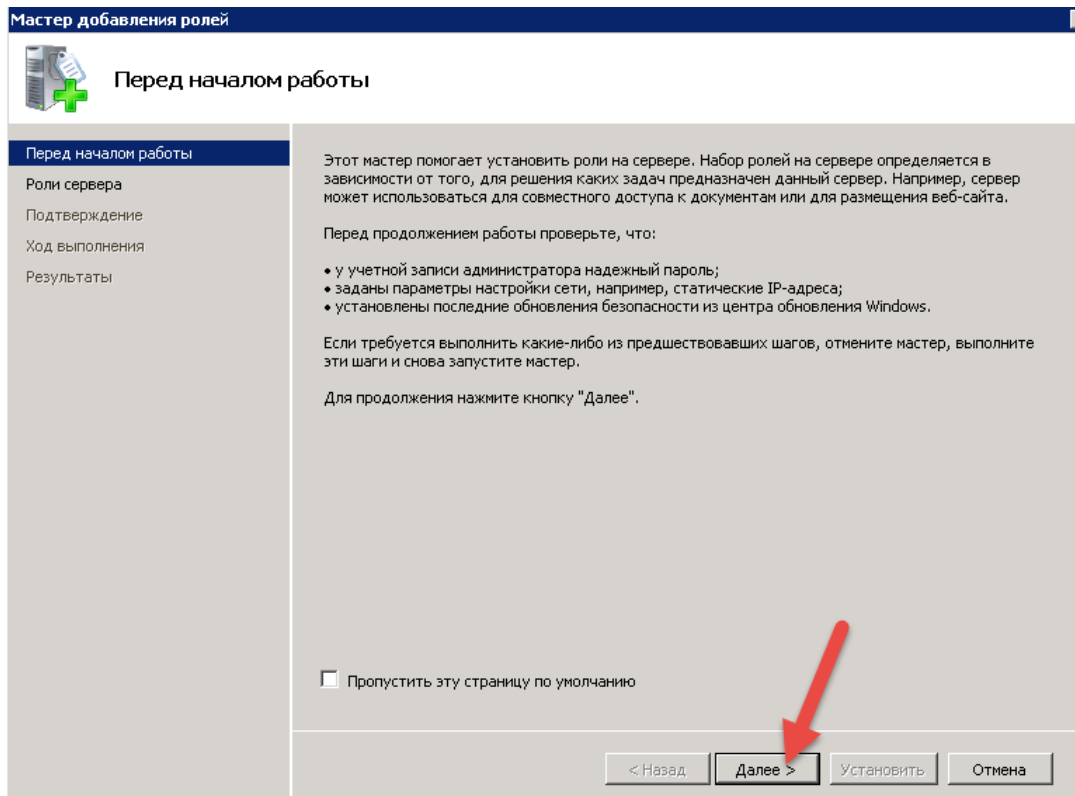 Мастер добавления ролей
Перед началом работы
Перед началом работы
Роли сервера
Подтверждение
Ход выполнения
Результаты
Этот мастер помогает установить роли на сервере. Набор ролей на сервере определяется в
зависимости от того, для решения каких задач предназначен данный сервер. Например, сервер
может использоваться для совместного доступа к документам или для размещения веб-сайта.
Перед продолжением работы проверьте, что:
• у учетной записи администратора надежный пароль;
• заданы параметры настройки сети, например, статические IP-адреса;
• установлены последние обновления безопасности из центра обновления Windows.
Если требуется выполнить какие-либо из предшествовавших шагов, отмените мастер, выполните
эти шаги и снова запустите мастер.
Для продолжения нажмите кнопку "Далее".
Пропустить эту страницу по умолчанию
< Назад
Далее >
Установить
Отмена